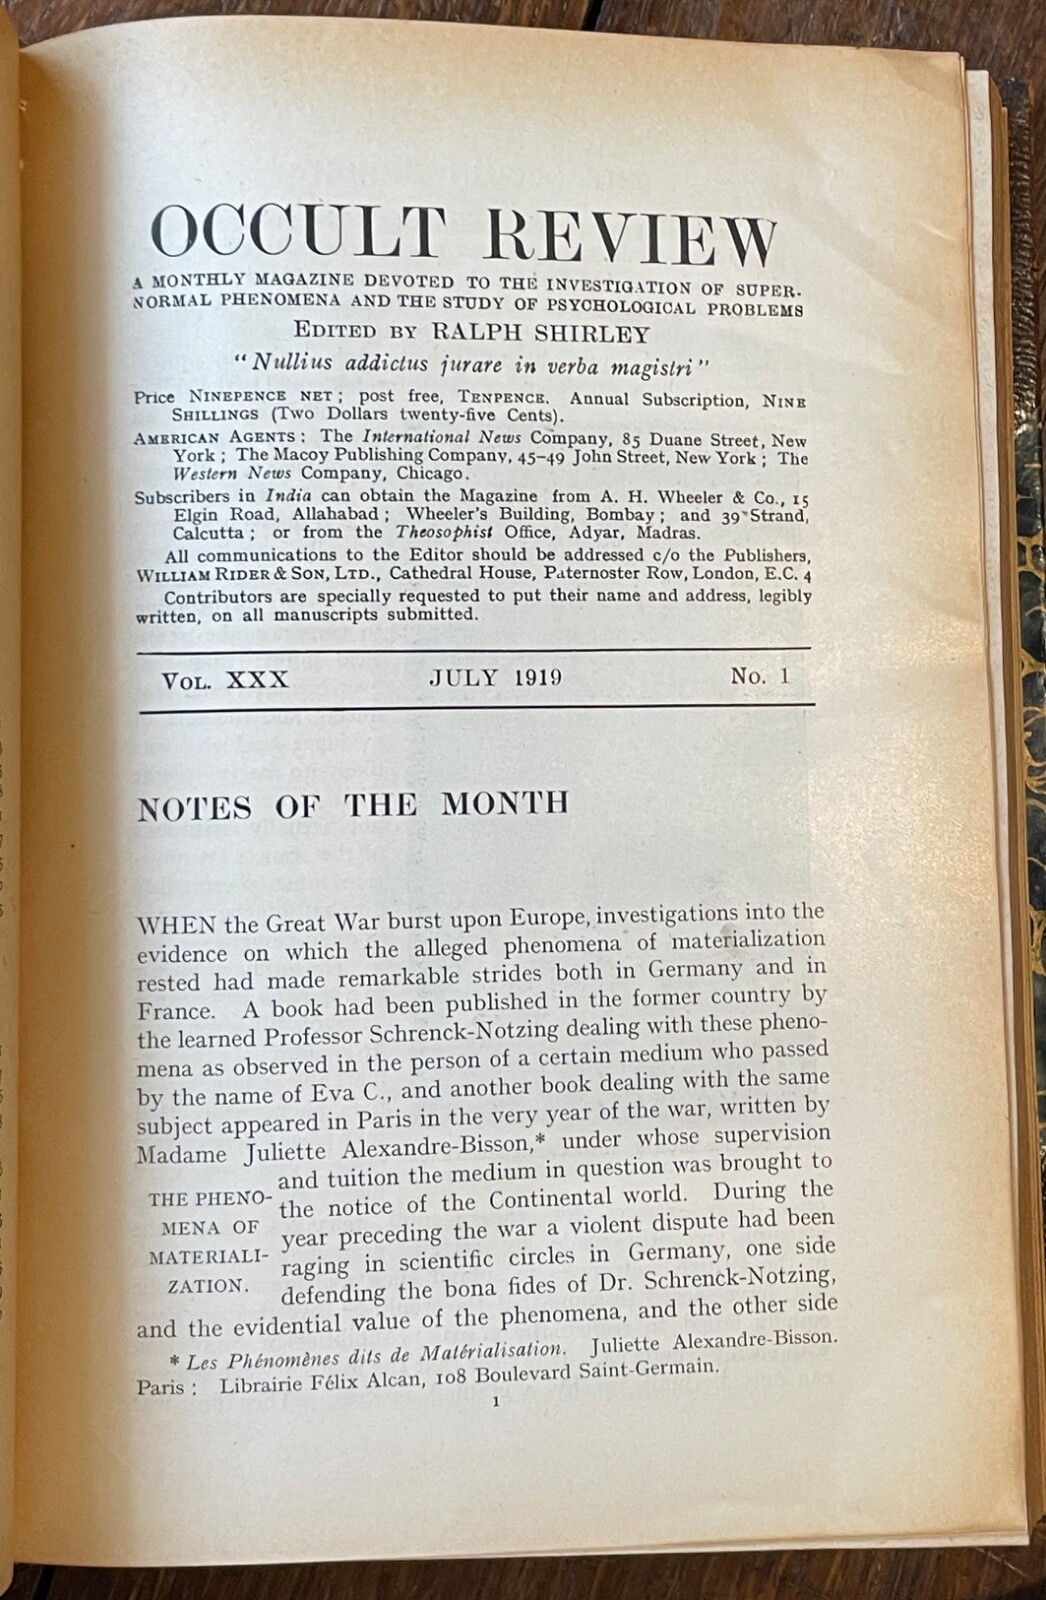 OCCULT REVIEW
A MONTHLY MAGAZINE DEVOTED TO THE INVESTIGATION OF SUPER-
NORMAL PHENOMENA AND THE STUDY OF PSYCHOLOGICAL PROBLEMS
EDITED BY RALPH SHIRLEY
"Nullius addictus jurare in verba magistri"
Price NINEPENCE NET; post free, TENPENCE. Annual Subscription, NINE
SHILLINGS (Two Dollars twenty-five Cents).
AMERICAN AGENTS: The International News Company, 85 Duane Street, New
York; The Macoy Publishing Company, 45-49 John Street, New York; The
Western News Company, Chicago.
Subscribers in India can obtain the Magazine from A. H. Wheeler & Co., 15
Elgin Road, Allahabad; Wheeler's Building, Bombay; and 39 Strand,
Calcutta; or from the Theosophist Office, Adyar, Madras.
All communications to the Editor should be addressed c/o the Publishers,
WILLIAM RIDER & SON, LTD., Cathedral House, Paternoster Row, London, E.C. 4
Contributors are specially requested to put their name and address, legibly
written, on all manuscripts submitted.
VOL. XXX JULY 1919 No. 1
NOTES OF THE MONTH
WHEN the Great War burst upon Europe, investigations into the
evidence on which the alleged phenomena of materialization
rested had made remarkable strides both in Germany and in
France. A book had been published in the former country by
the learned Professor Schrenck-Notzing dealing with these pheno-
mena as observed in the person of a certain medium who passed
by the name of Eva C., and another book dealing with the same
subject appeared in Paris in the very year of the war, written by
Madame Juliette Alexandre-Bisson,* under whose supervision
and tuition the medium in question was brought to
the notice of the Continental world. During the
year preceding the war a violent dispute had been
raging in scientific circles in Germany, one side
defending the bona fides of Dr. Schrenck-Notzing,
THE PHENO-
MENA OF
MATERIALI-
ZATION.
and the evidential value of the phenomena, and the other side
* Les Phénomènes dits de Matérialisation. Juliette Alexandre-Bisson.
Paris: Librairie Félix Alcan, 108 Boulevard Saint-Germain.
1